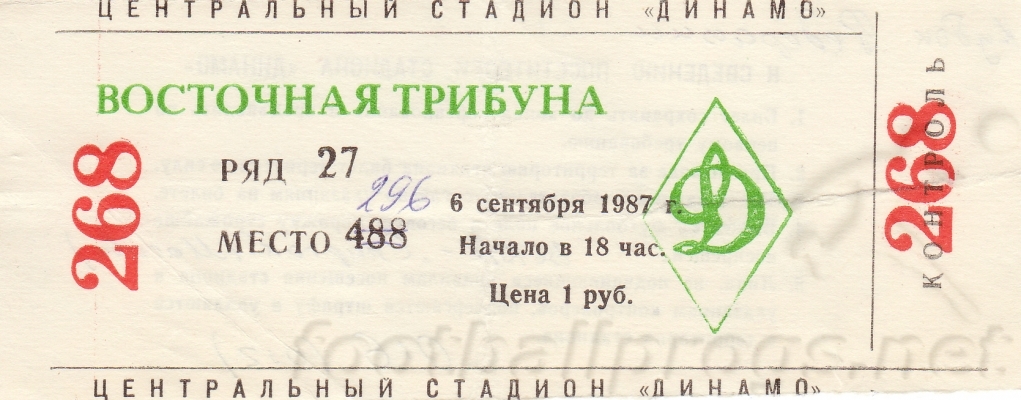 ЦЕНТРАЛЬНЫЙ СТАДИОН «ДИНАМО»
ВОСТОЧНАЯ ТРИБУНА
268
РЯД 27
296
МЕСТО 488
6 сентября 1987 г.
Начало в 18 час.
Цена 1 руб.
Д
КОНТРОЛЬ
268
ЦЕНТРАЛЬНЫЙ СТАДИОН «ДИНАМО»
footballprogs.net